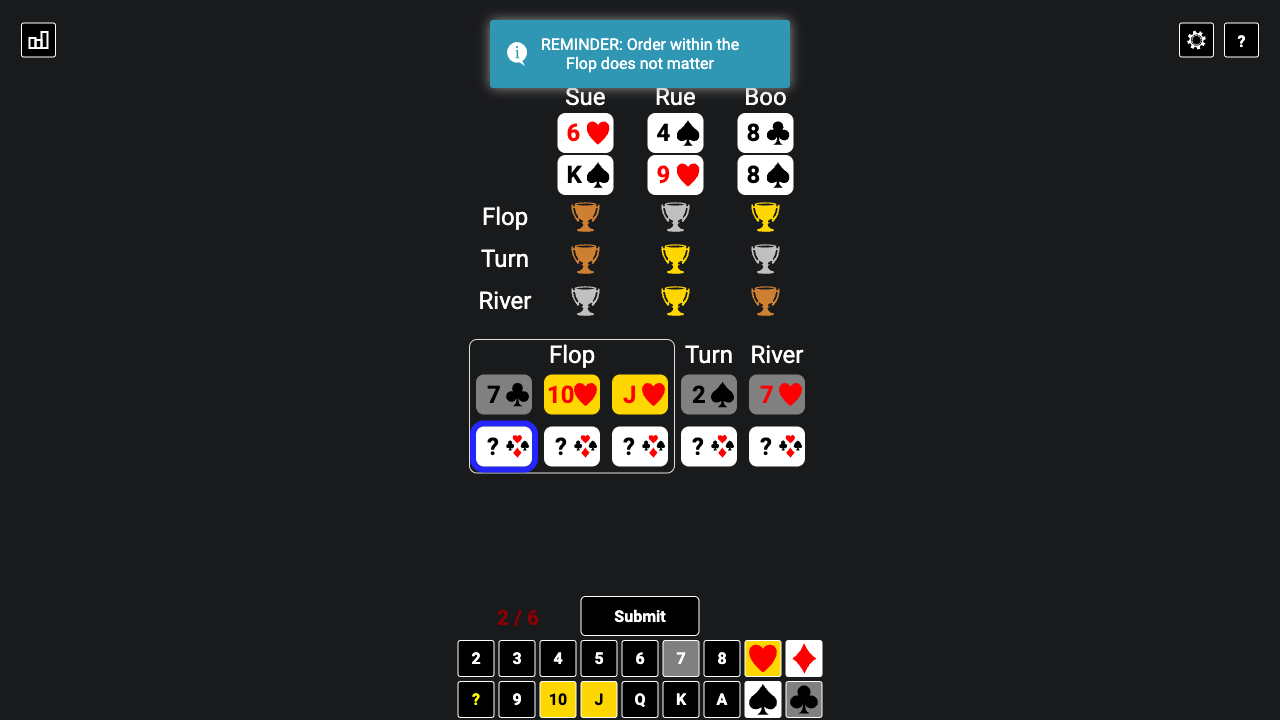 REMINDER: Order within the
Flop does not matter
?
Sue Rue Boo
6 4 8
K 9 8
Flop
Turn
River
Flop Turn River
7 10 J 2 7
? ? ? ? ?
2 / 6 Submit
2 3 4 5 6 7 8
? 9 10 J Q K A